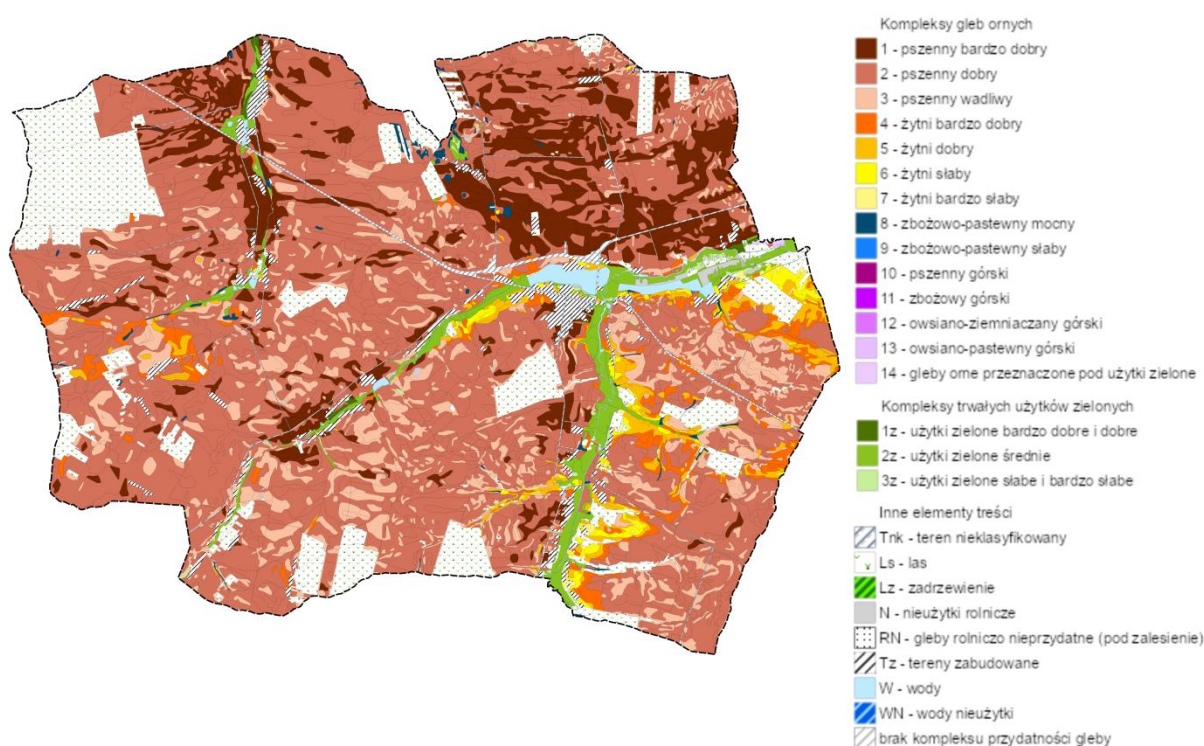 Kompleksy gleb ornych
1 - pszenny bardzo dobry
2 - pszenny dobry
3 - pszenny wadliwy
4 - żytni bardzo dobry
5 - żytni dobry
6 - żytni słaby
7 - żytni bardzo słaby
8 - zbożowo-pastewny mocny
9 - zbożowo-pastewny słaby
10 - pszenny górski
11 - zbożowy górski
12 - owsiano-ziemniaczany górski
13 - owsiano-pastewny górski
14 - gleby orne przeznaczone pod użytki zielone
Kompleksy trwałych użytków zielonych
1z - użytki zielone bardzo dobre i dobre
2z - użytki zielone średnie
3z - użytki zielone słabe i bardzo słabe
Inne elementy treści
Tnk - teren nieklasyfikowany
Ls - las
Lz - zadrzewienie
N - nieużytki rolnicze
RN - gleby rolniczo nieprzydatne (pod zalesienie)
Tz - tereny zabudowane
W - wody
WN - wody nieużytki
brak kompleksu przydatności gleby